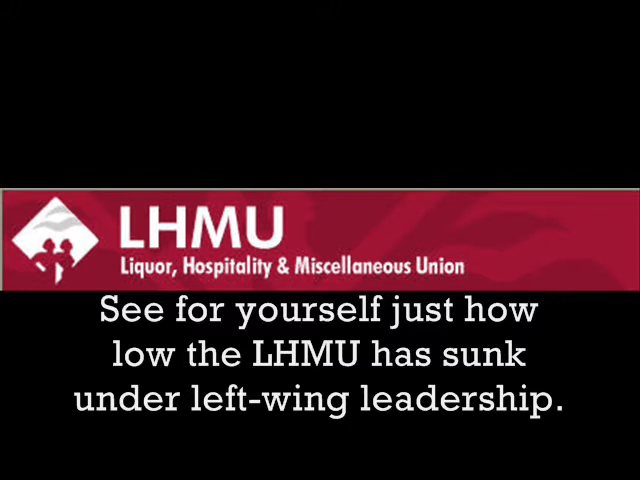 LHMU
Liquor, Hospitality & Miscellaneous Union
See for yourself just how
low the LHMU has sunk
under left-wing leadership.